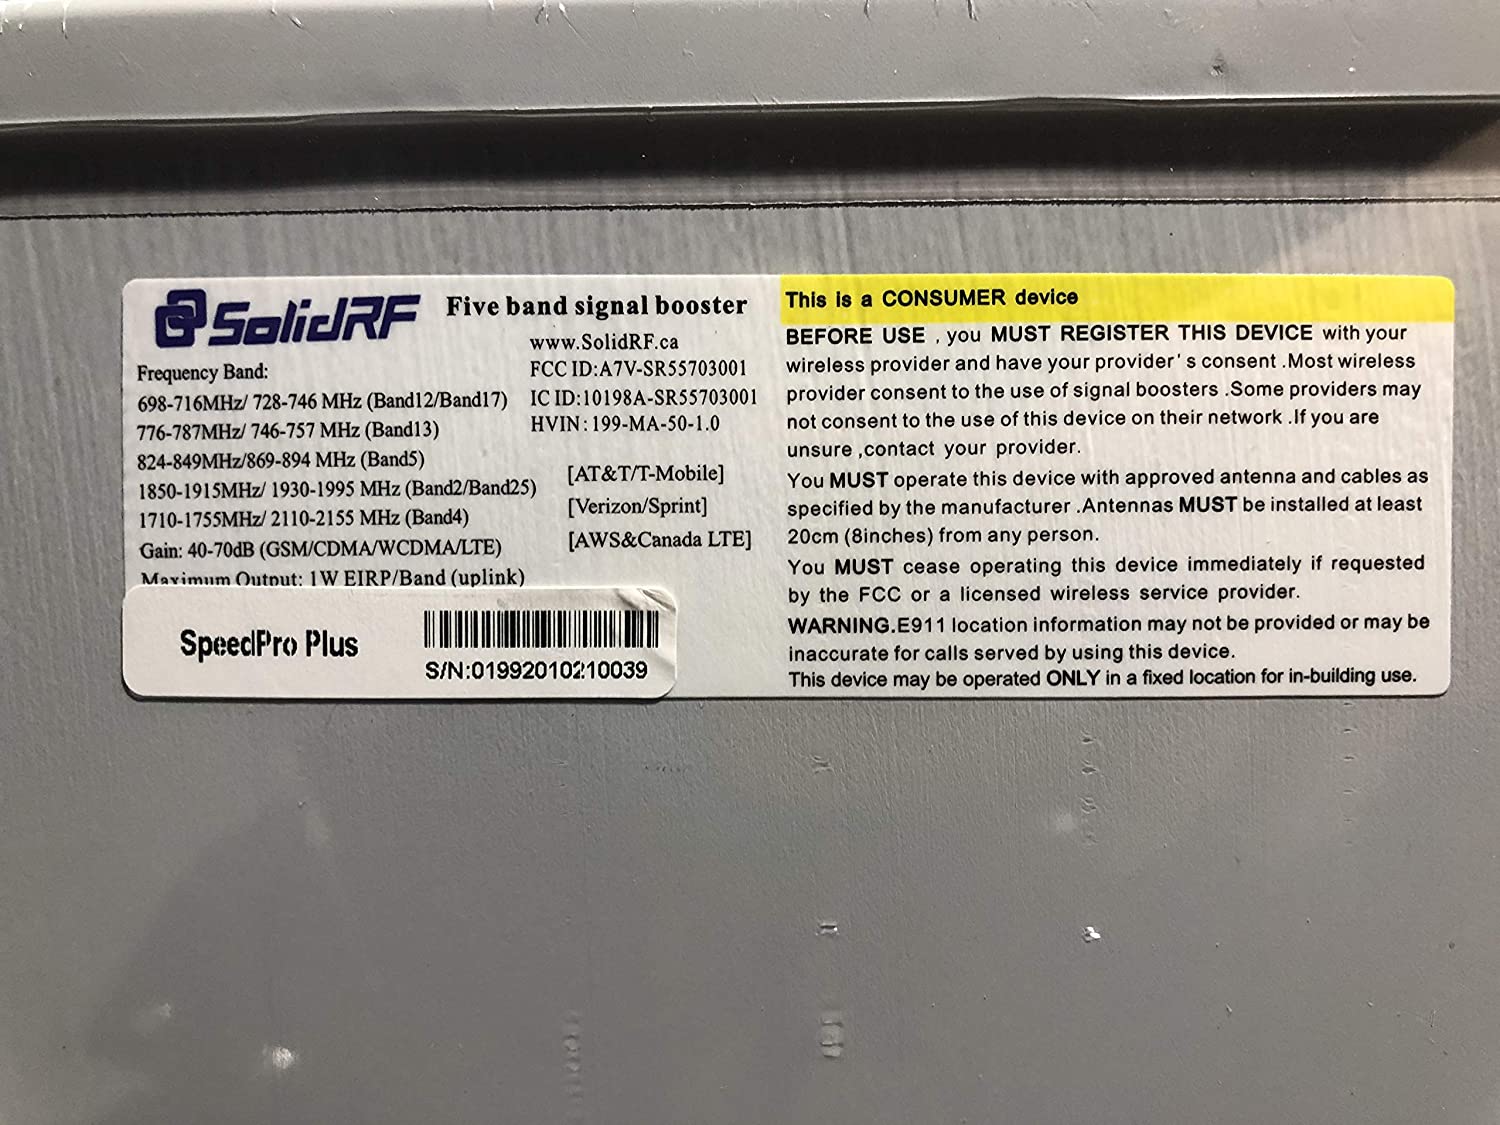 SolidRF
Five band signal booster
www.SolidRF.ca
FCC ID:A7V-SR55703001
IC ID:10198A-SR55703001
HVIN:199-MA-50-1.0
Frequency Band:
698-716MHz/ 728-746 MHz (Band12/Band17)
776-787MHz/ 746-757 MHz (Band13)
824-849MHz/869-894 MHz (Band5)
1850-1915MHz/ 1930-1995 MHz (Band2/Band25)
1710-1755MHz/ 2110-2155 MHz (Band4)
Gain: 40-70dB (GSM/CDMA/WCDMA/LTE)
Maximum Output: 1W EIRP/Band (uplink)
[AT&T/T-Mobile]
[Verizon/Sprint]
[AWS&Canada LTE]
SpeedPro Plus
S/N:01992010210039
This is a CONSUMER device
BEFORE USE , you MUST REGISTER THIS DEVICE with your
wireless provider and have your provider's consent .Most wireless
provider consent to the use of signal boosters .Some providers may
not consent to the use of this device on their network .If you are
unsure ,contact your provider.
You MUST operate this device with approved antenna and cables as
specified by the manufacturer .Antennas MUST be installed at least
20cm (8inches) from any person.
You MUST cease operating this device immediately if requested
by the FCC or a licensed wireless service provider.
WARNING.E911 location information may not be provided or may be
inaccurate for calls served by using this device.
This device may be operated ONLY in a fixed location for in-building use.